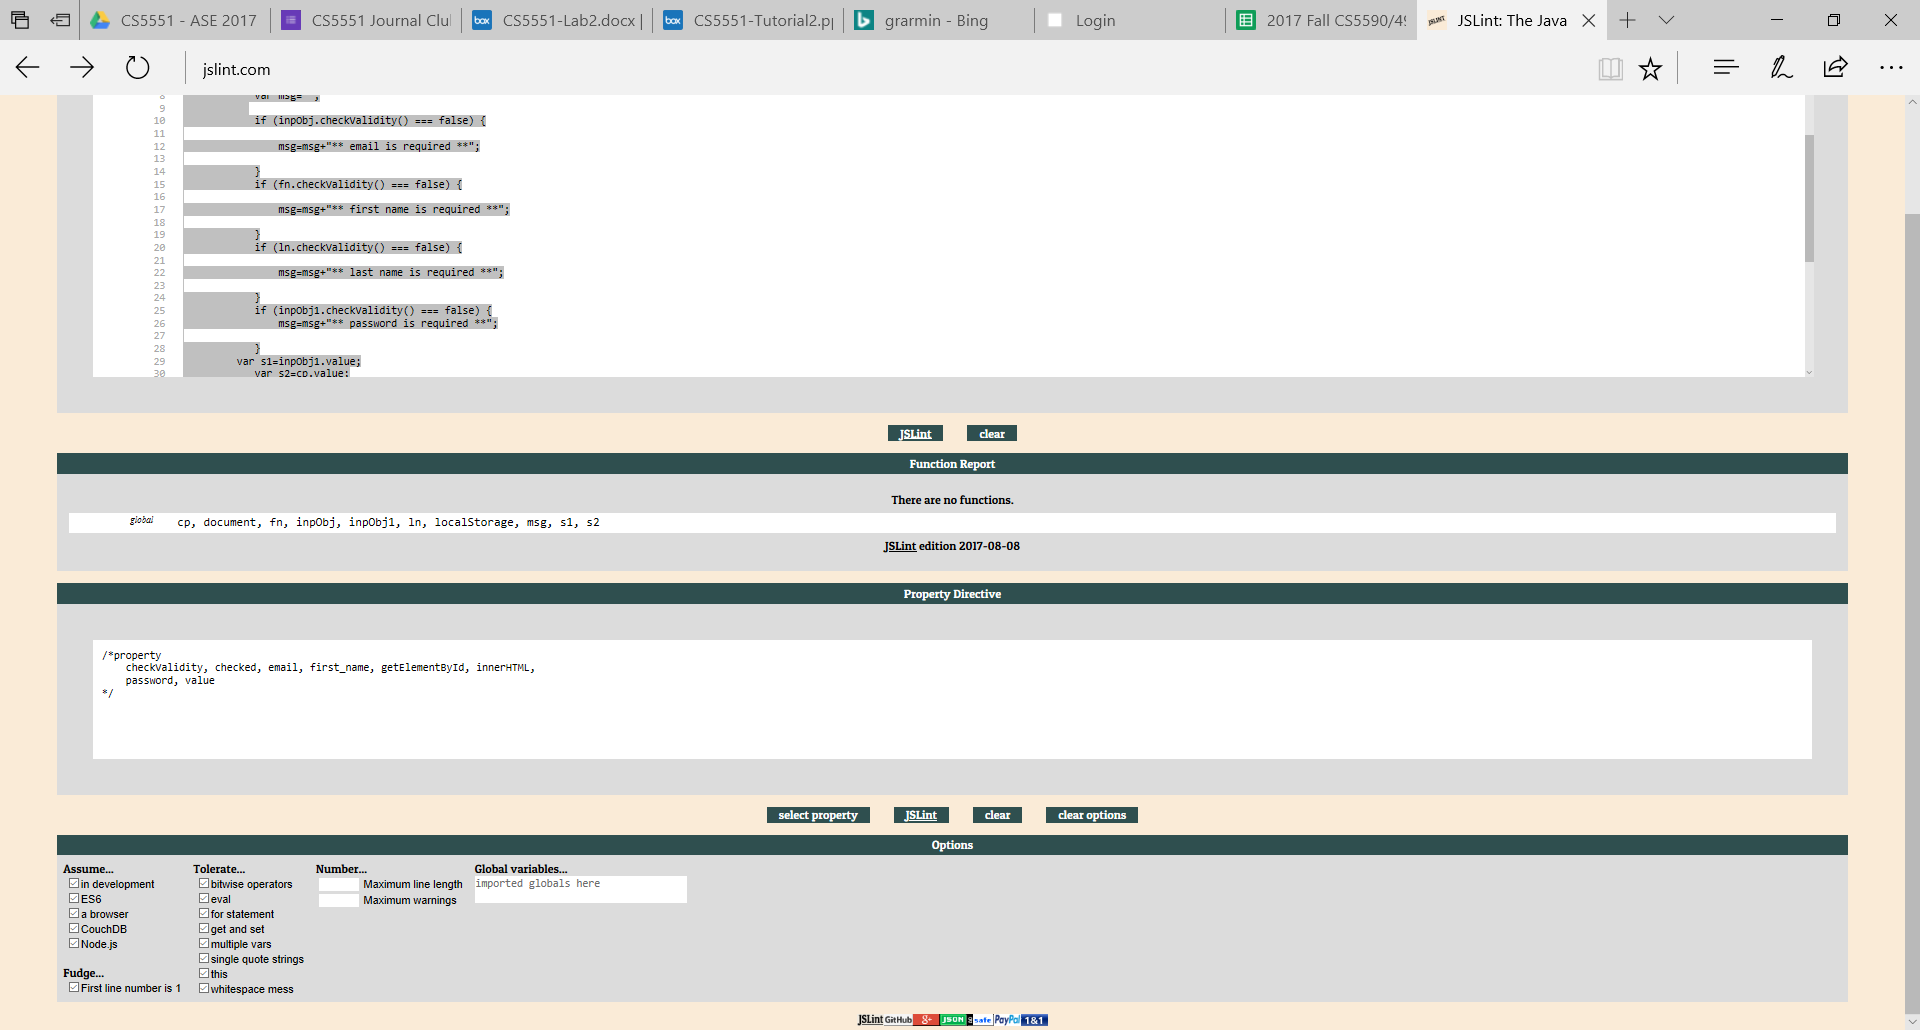 CS5551 - ASE 2017
CS5551 Journal Clu
CS5551-Lab2.docx |
CS5551-Tutorial2.p
grarmin - Bing
Login
2017 Fall CS5590/49
JSLint: The Java
jslint.com
8 var msg=" ";
9
10 if (inpObj.checkValidity() === false) {
11
12 msg=msg+"** email is required **";
13
14 }
15 if (fn.checkValidity() === false) {
16
17 msg=msg+"** first name is required **";
18
19 }
20 if (ln.checkValidity() === false) {
21
22 msg=msg+"** last name is required **";
23
24 }
25 if (inpObj1.checkValidity() === false) {
26 msg=msg+"** password is required **";
27
28 }
29 var s1=inpObj1.value;
30 var s2=cp.value;
JSLint clear
Function Report
There are no functions.
global cp, document, fn, inpObj, inpObj1, ln, localStorage, msg, s1, s2
JSLint edition 2017-08-08
Property Directive
/*property
checkValidity, checked, email, first_name, getElementById, innerHTML,
password, value
*/
select property JSLint clear clear options
Options
Assume... Tolerate... Number... Global variables...
in development bitwise operators Maximum line length imported globals here
ES6 eval Maximum warnings
a browser for statement
CouchDB get and set
Node.js multiple vars
single quote strings
Fudge... this
First line number is 1 whitespace mess
JSLint GitHub 8+ JSON safe PayPal 1&1